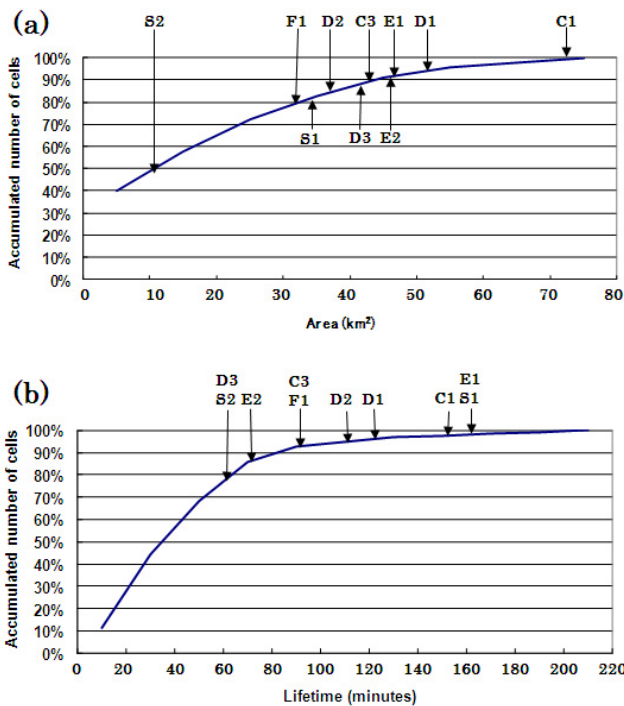 (a)
S2 F1 D2 C3 E1 D1 C1
100%
90%
80%
70%
60%
50%
40%
30%
20%
10%
0%
S1 D3 E2
Accumulated number of cells
0 10 20 30 40 50 60 70 80
Area (km²)
(b)
D3 C3 E1
S2 E2 F1 D2 D1 C1 S1
100%
90%
80%
70%
60%
50%
40%
30%
20%
10%
0%
Accumulated number of cells
0 20 40 60 80 100 120 140 160 180 200 220
Lifetime (minutes)